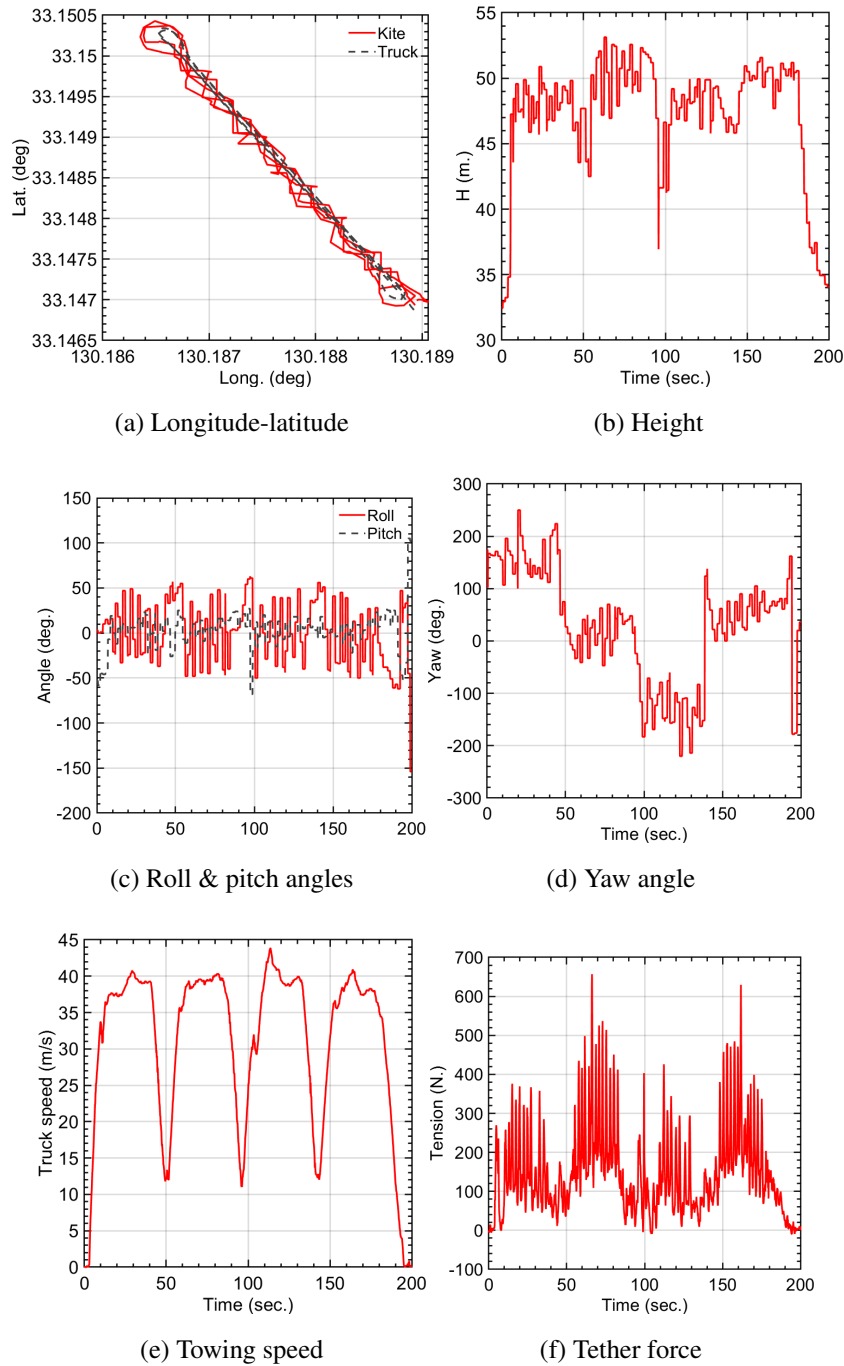 33.1505
33.15
33.1495
33.149
33.1485
33.148
33.1475
33.147
33.1465
Lat. (deg)
Kite
Truck
130.186 130.187 130.188 130.189
Long. (deg)
(a) Longitude-latitude
55
50
45
40
35
30
H (m.)
0 50 100 150 200
Time (sec.)
(b) Height
150
100
50
0
-50
-100
-150
-200
Angle (deg.)
Roll
Pitch
0 50 100 150 200
(c) Roll & pitch angles
300
200
100
0
-100
-200
-300
Yaw (deg.)
0 50 100 150 200
Time (sec.)
(d) Yaw angle
45
40
35
30
25
20
15
10
5
0
Truck speed (m/s)
0 50 100 150 200
Time (sec.)
(e) Towing speed
700
600
500
400
300
200
100
0
-100
Tension (N.)
0 50 100 150 200
Time (sec.)
(f) Tether force